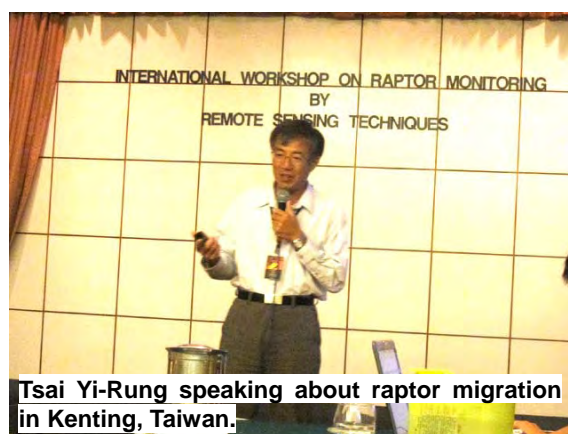 INTERNATIONAL WORKSHOP ON RAPTOR MONITORING
BY
REMOTE SENSING TECHNIQUES
Tsai Yi-Rung speaking about raptor migration
in Kenting, Taiwan.